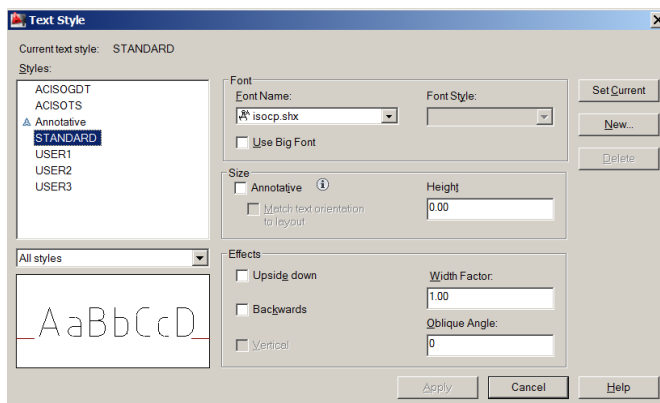 Text Style
Current text style: STANDARD
Styles:
ACISOGDT
ACISOTS
Annotative
STANDARD
USER1
USER2
USER3
All styles
AaBbCcD
Font
Font Name:
Font Style:
isocp.shx
Use Big Font
Size
Annotative
Match text orientation
to layout
Height
0.00
Effects
Upside down
Backwards
Vertical
Width Factor:
1.00
Oblique Angle:
0
Set Current
New...
Delete
Apply
Cancel
Help